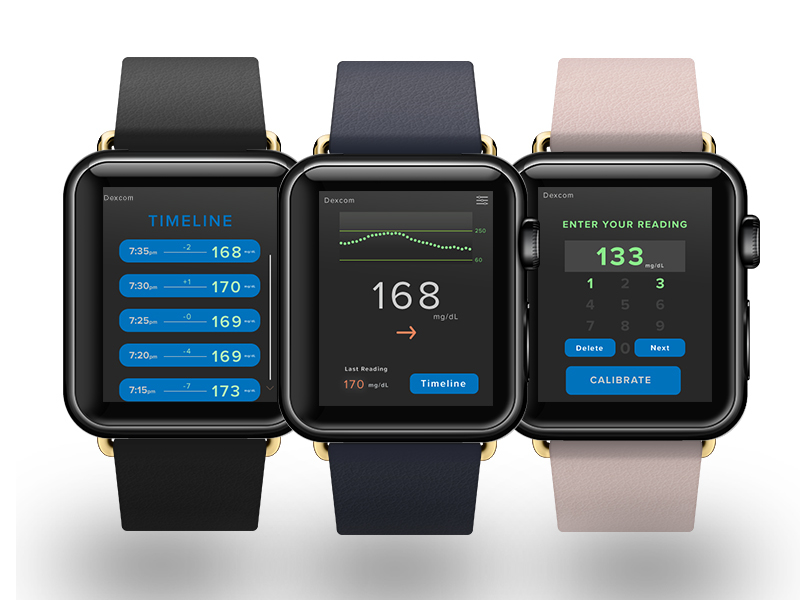 Dexcom
TIMELINE
7:35pm -2 168 mg/dL
7:30pm +1 170 mg/dL
7:25pm -0 169 mg/dL
7:20pm -4 169 mg/dL
7:15pm -7 173 mg/dL
Dexcom
250
60
168
mg/dL
Last Reading
170 mg/dL
Timeline
Dexcom
ENTER YOUR READING
133 mg/dL
1 2 3
4 5 6
7 8 9
Delete 0 Next
CALIBRATE